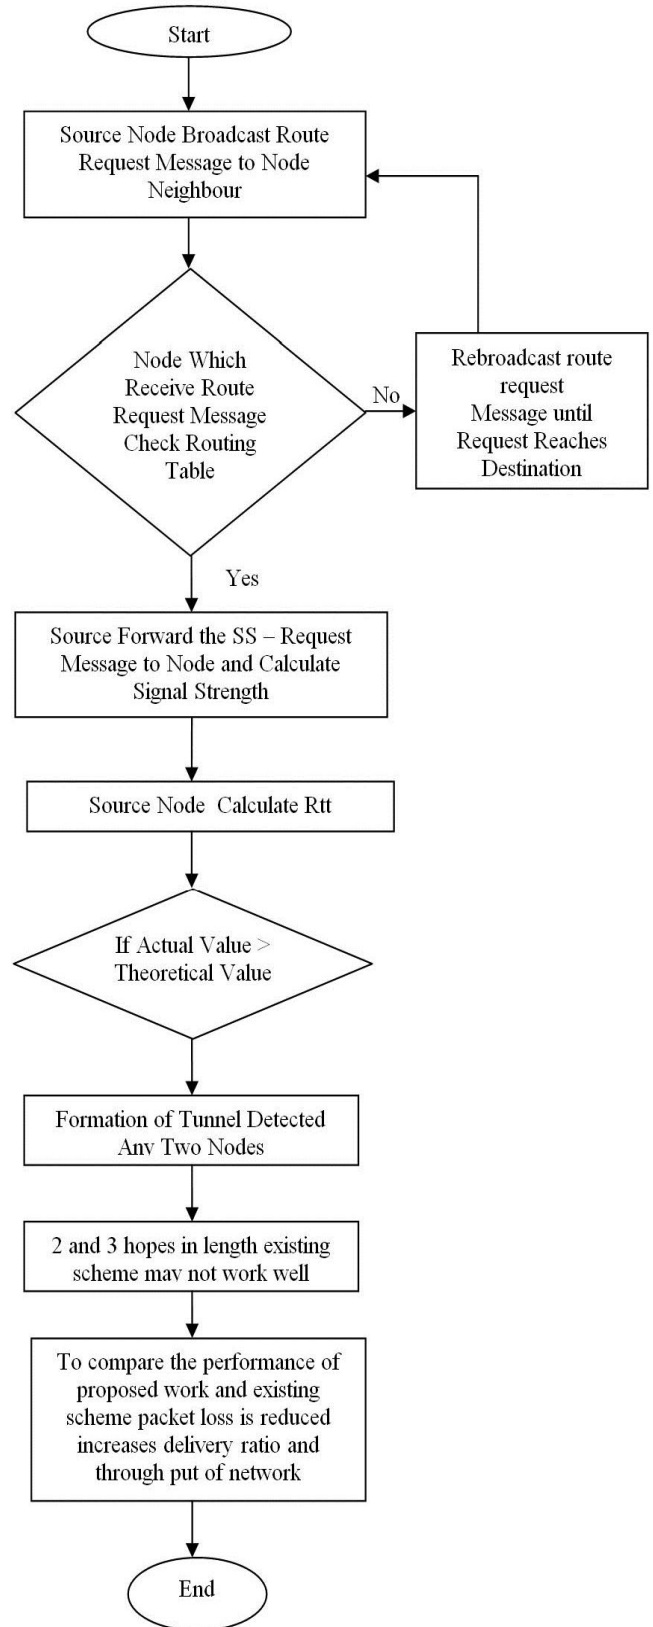 Start
Source Node Broadcast Route
Request Message to Node
Neighbour
Node Which
Receive Route
Request Message
Check Routing
Table
No
Rebroadcast route
request
Message until
Request Reaches
Destination
Yes
Source Forward the SS – Request
Message to Node and Calculate
Signal Strength
Source Node Calculate Rtt
If Actual Value >
Theoretical Value
Formation of Tunnel Detected
Any Two Nodes
2 and 3 hopes in length existing
scheme may not work well
To compare the performance of
proposed work and existing
scheme packet loss is reduced
increases delivery ratio and
through put of network
End